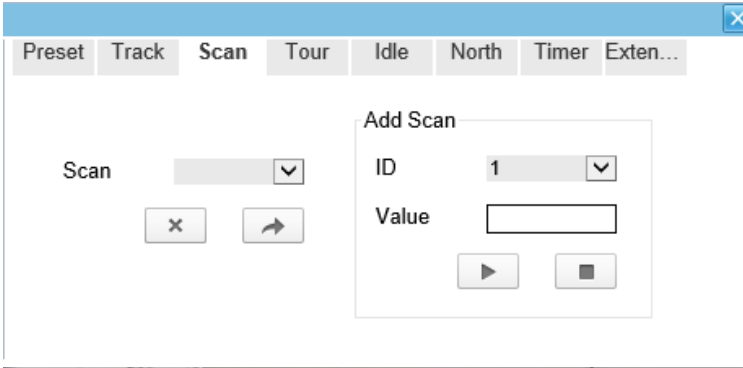 Preset Track Scan Tour Idle North Timer Exten...
Add Scan
Scan
ID 1
Value